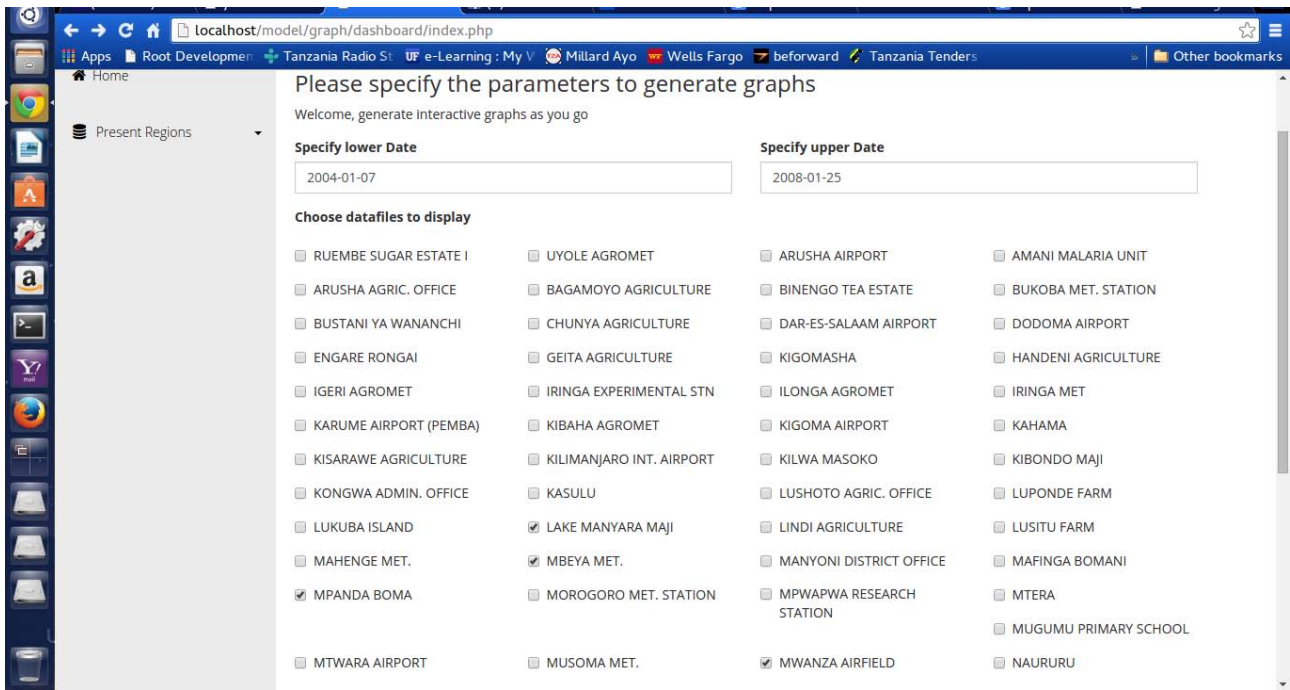 localhost/model/graph/dashboard/index.php
Apps Root Developmen Tanzania Radio St UF e-Learning : My V Millard Ayo Wells Fargo beforward Tanzania Tenders » Other bookmarks
Home
Present Regions
Please specify the parameters to generate graphs
Welcome, generate interactive graphs as you go
Specify lower Date Specify upper Date
2004-01-07 2008-01-25
Choose datafiles to display
RUEMBE SUGAR ESTATE I UYOLE AGROMET ARUSHA AIRPORT AMANI MALARIA UNIT
ARUSHA AGRIC. OFFICE BAGAMOYO AGRICULTURE BINENGO TEA ESTATE BUKOBA MET. STATION
BUSTANI YA WANANCHI CHUNYA AGRICULTURE DAR-ES-SALAAM AIRPORT DODOMA AIRPORT
ENGARE RONGAI GEITA AGRICULTURE KIGOMASHA HANDENI AGRICULTURE
IGERI AGROMET IRINGA EXPERIMENTAL STN ILONGA AGROMET IRINGA MET
KARUME AIRPORT (PEMBA) KIBAHA AGROMET KIGOMA AIRPORT KAHAMA
KISARAWE AGRICULTURE KILIMANJARO INT. AIRPORT KILWA MASOKO KIBONDO MAJI
KONGWA ADMIN. OFFICE KASULU LUSHOTO AGRIC. OFFICE LUPONDE FARM
LUKUBA ISLAND LAKE MANYARA MAJI LINDI AGRICULTURE LUSITU FARM
MAHENGE MET. MBEYA MET. MANYONI DISTRICT OFFICE MAFINGA BOMANI
MPANDA BOMA MOROGORO MET. STATION MPWAPWA RESEARCH MTERA
STATION
MUGUMU PRIMARY SCHOOL
MTWARA AIRPORT MUSOMA MET. MWANZA AIRFIELD NAURURU